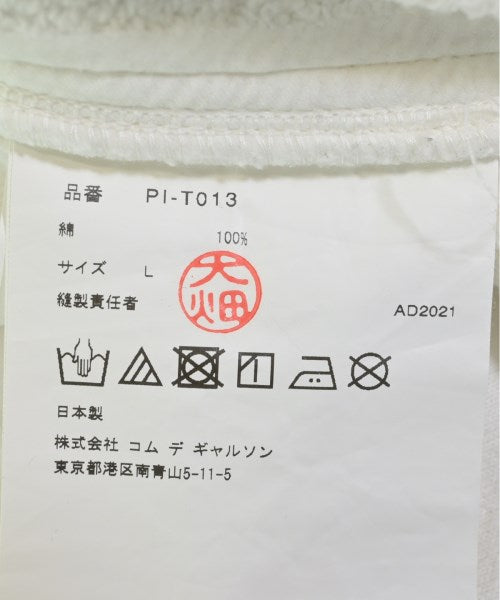 品番 PI-T013
綿 100%
サイズ L
縫製責任者 大畑 AD2021
日本製
株式会社 コム デ ギャルソン
東京都港区南青山5-11-5